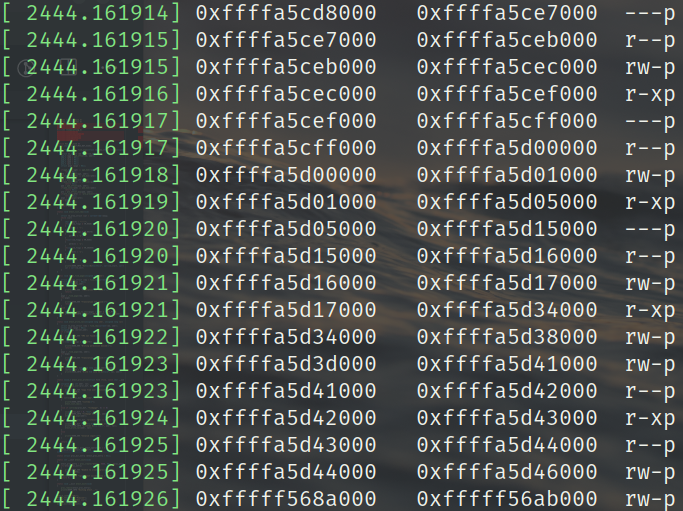 [ 2444.161914] 0xffffa5cd8000 0xffffa5ce7000 ---p
[ 2444.161915] 0xffffa5ce7000 0xffffa5ceb000 r--p
[ 2444.161915] 0xffffa5ceb000 0xffffa5cec000 rw-p
[ 2444.161916] 0xffffa5cec000 0xffffa5cef000 r-xp
[ 2444.161917] 0xffffa5cef000 0xffffa5cff000 ---p
[ 2444.161917] 0xffffa5cff000 0xffffa5d00000 r--p
[ 2444.161918] 0xffffa5d00000 0xffffa5d01000 rw-p
[ 2444.161919] 0xffffa5d01000 0xffffa5d05000 r-xp
[ 2444.161920] 0xffffa5d05000 0xffffa5d15000 ---p
[ 2444.161920] 0xffffa5d15000 0xffffa5d16000 r--p
[ 2444.161921] 0xffffa5d16000 0xffffa5d17000 rw-p
[ 2444.161921] 0xffffa5d17000 0xffffa5d34000 r-xp
[ 2444.161922] 0xffffa5d34000 0xffffa5d38000 rw-p
[ 2444.161923] 0xffffa5d3d000 0xffffa5d41000 rw-p
[ 2444.161923] 0xffffa5d41000 0xffffa5d42000 r--p
[ 2444.161924] 0xffffa5d42000 0xffffa5d43000 r-xp
[ 2444.161925] 0xffffa5d43000 0xffffa5d44000 r--p
[ 2444.161925] 0xffffa5d44000 0xffffa5d46000 rw-p
[ 2444.161926] 0xfffff568a000 0xfffff56ab000 rw-p